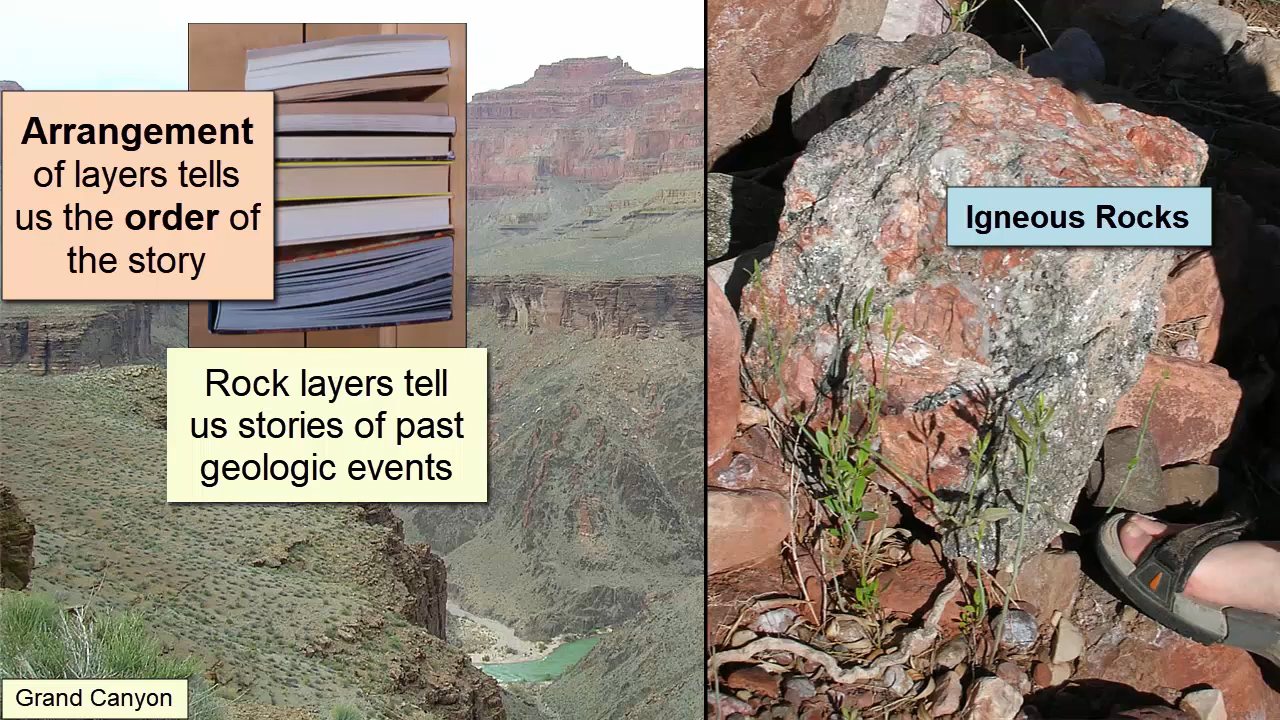 Arrangement
of layers tells
us the order of
the story
Rock layers tell
us stories of past
geologic events
Grand Canyon
Igneous Rocks